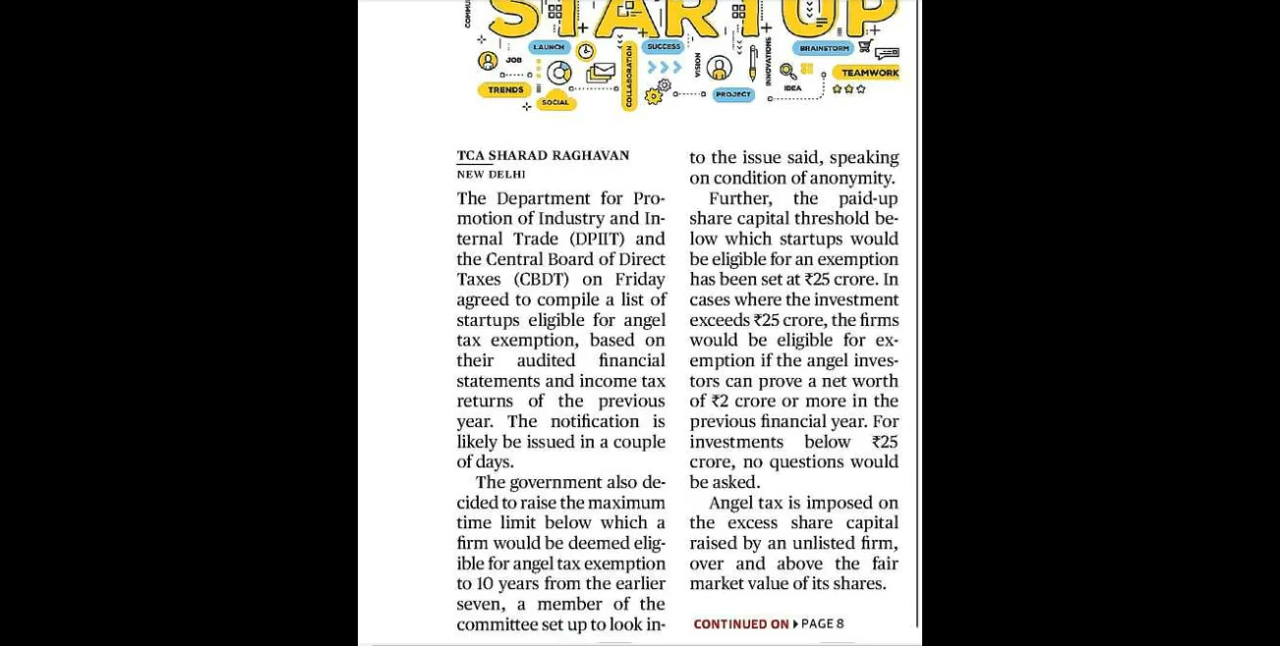 COMMU
STARTUP
LAUNCH
SUCCESS
BRAINSTORM
JOB
COLLABORATION
VISION
INNOVATIONS
TEAMWORK
TRENDS
SOCIAL
PROJECT
IDEA
TCA SHARAD RAGHAVAN
NEW DELHI
The Department for Pro-
motion of Industry and In-
ternal Trade (DPIIT) and
the Central Board of Direct
Taxes (CBDT) on Friday
agreed to compile a list of
startups eligible for angel
tax exemption, based on
their audited financial
statements and income tax
returns of the previous
year. The notification is
likely be issued in a couple
of days.
The government also de-
cided to raise the maximum
time limit below which a
firm would be deemed elig-
ible for angel tax exemption
to 10 years from the earlier
seven, a member of the
committee set up to look in-
to the issue said, speaking
on condition of anonymity.
Further, the paid-up
share capital threshold be-
low which startups would
be eligible for an exemption
has been set at ₹25 crore. In
cases where the investment
exceeds ₹25 crore, the firms
would be eligible for ex-
emption if the angel inves-
tors can prove a net worth
of ₹2 crore or more in the
previous financial year. For
investments below ₹25
crore, no questions would
be asked.
Angel tax is imposed on
the excess share capital
raised by an unlisted firm,
over and above the fair
market value of its shares.
CONTINUED ON PAGE 8